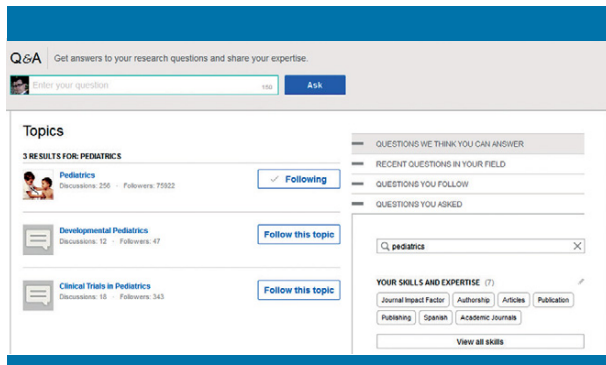 Q&A Get answers to your research questions and share your expertise.
Enter your question 150 Ask
Topics
3 RESULTS FOR: PEDIATRICS
Pediatrics
Discussions: 256 · Followers: 75922
✓ Following
Developmental Pediatrics
Discussions: 12 · Followers: 47
Follow this topic
Clinical Trials in Pediatrics
Discussions: 18 · Followers: 343
Follow this topic
QUESTIONS WE THINK YOU CAN ANSWER
RECENT QUESTIONS IN YOUR FIELD
QUESTIONS YOU FOLLOW
QUESTIONS YOU ASKED
pediatrics
YOUR SKILLS AND EXPERTISE (7)
Journal Impact Factor Authorship Articles Publication
Publishing Spanish Academic Journals
View all skills